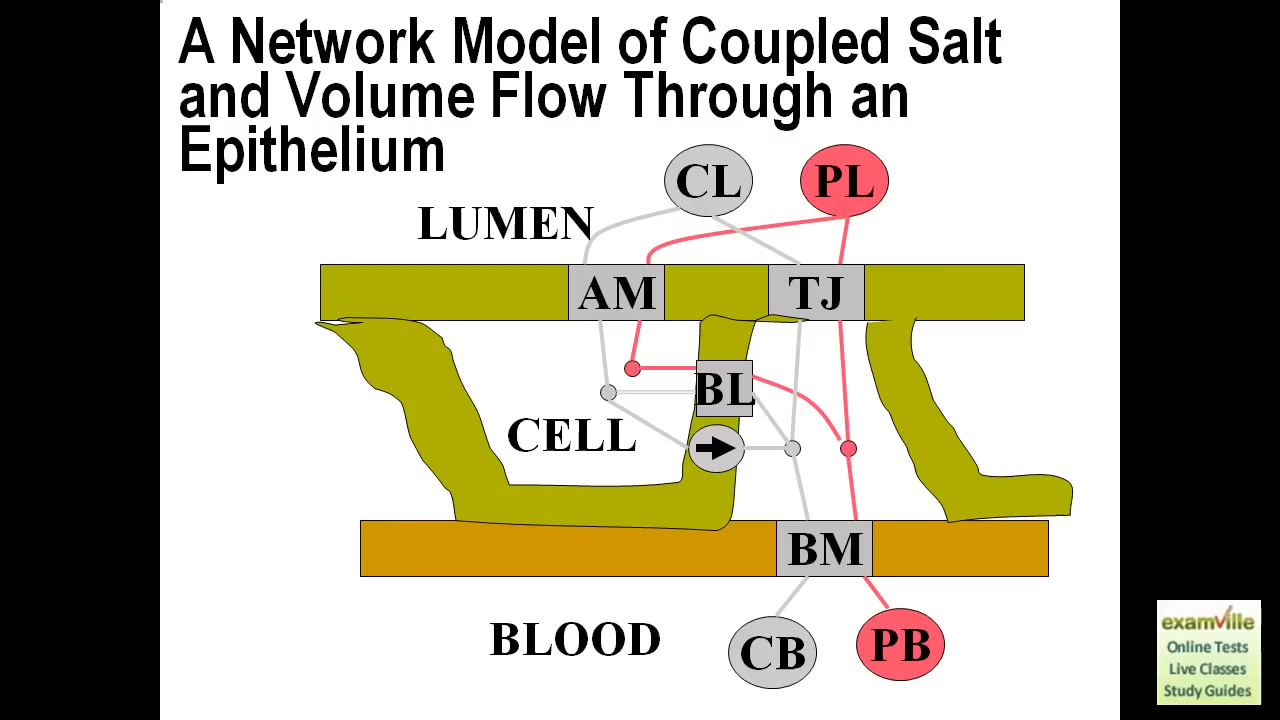 A Network Model of Coupled Salt
and Volume Flow Through an
Epithelium
CL PL
LUMEN
AM TJ
BL
CELL
BM
BLOOD
CB PB
examville
Online Tests
Live Classes
Study Guides